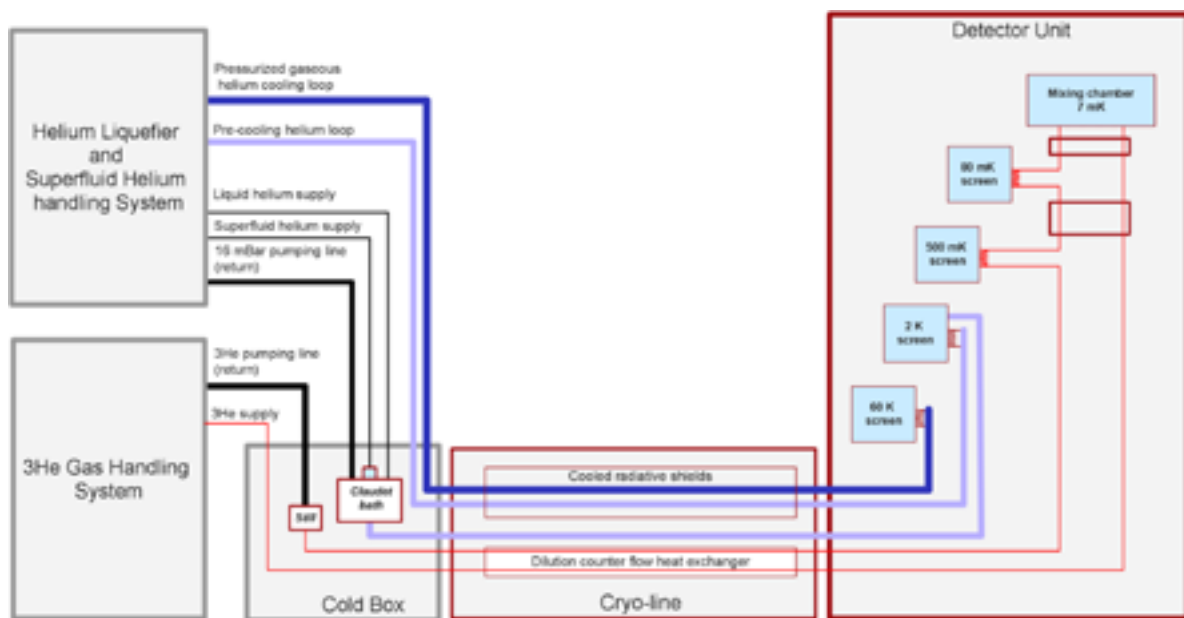 Helium Liquefier
and
Superfluid Helium
handling System
Pressurized gaseous
helium cooling loop
Pre-cooling helium loop
Liquid helium supply
Superfluid helium supply
16 mBar pumping line
(return)
3He Gas Handling
System
3He pumping line
(return)
3He supply
Claudet
bath
Still
Cold Box
Cooled radiative shields
Dilution counter flow heat exchanger
Cryo-line
Detector Unit
Mixing chamber
7 mK
80 mK
screen
500 mK
screen
2 K
screen
60 K
screen